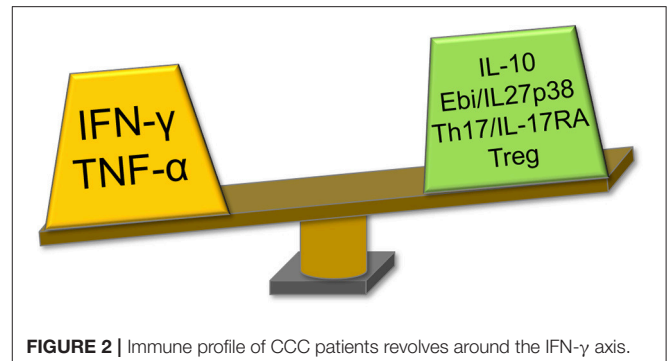 IFN-γ
TNF-α
IL-10
Ebi/IL27p38
Th17/IL-17RA
Treg
FIGURE 2 | Immune profile of CCC patients revolves around the IFN-γ axis.